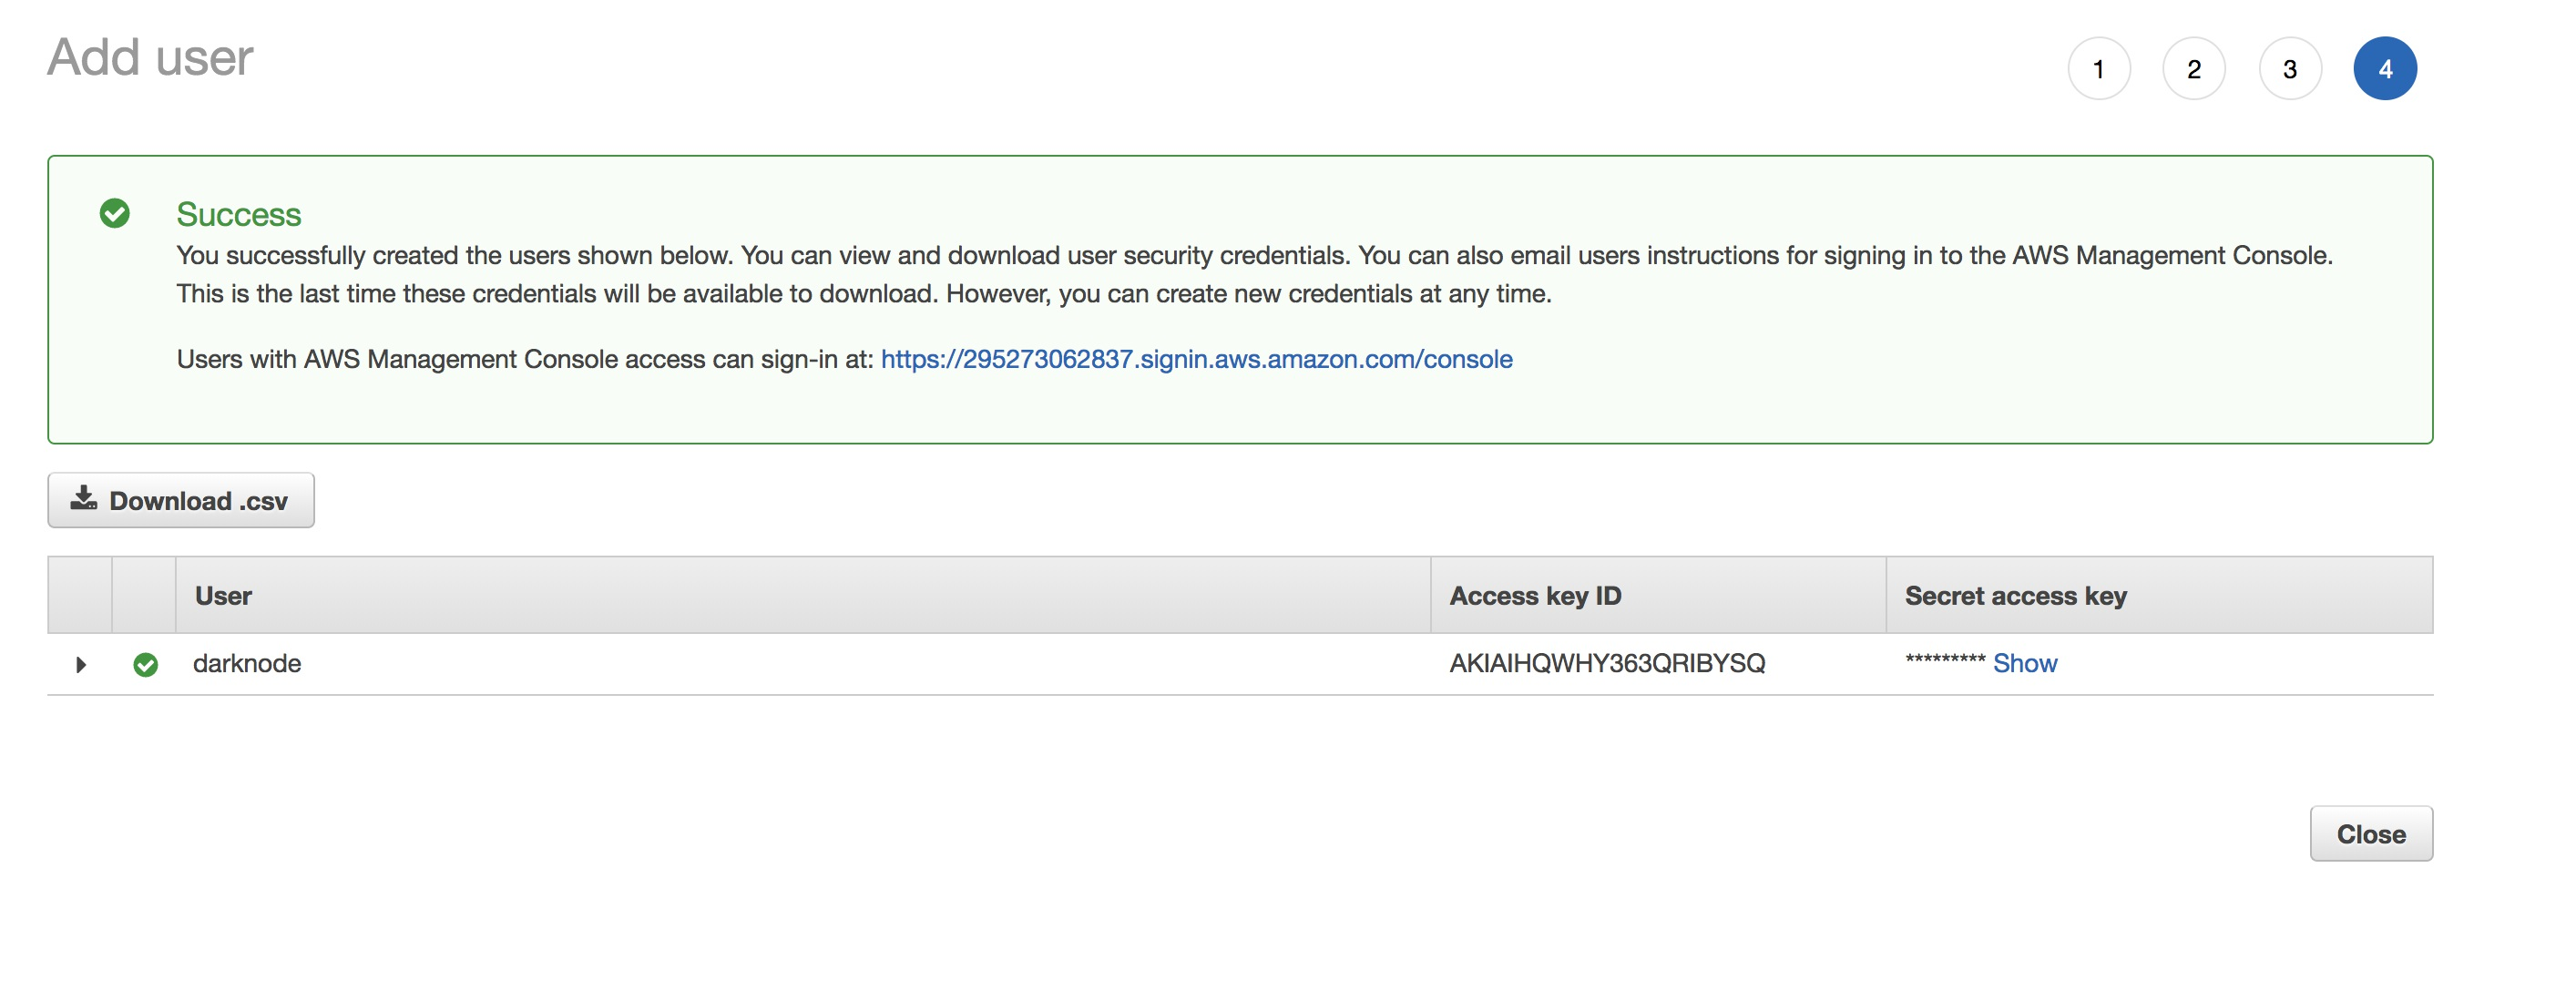 Add user
1 2 3 4
Success
You successfully created the users shown below. You can view and download user security credentials. You can also email users instructions for signing in to the AWS Management Console.
This is the last time these credentials will be available to download. However, you can create new credentials at any time.
Users with AWS Management Console access can sign-in at: https://295273062837.signin.aws.amazon.com/console
Download .csv
User Access key ID Secret access key
darknode AKIAIHQWHY363QRIBYSQ ********* Show
Close